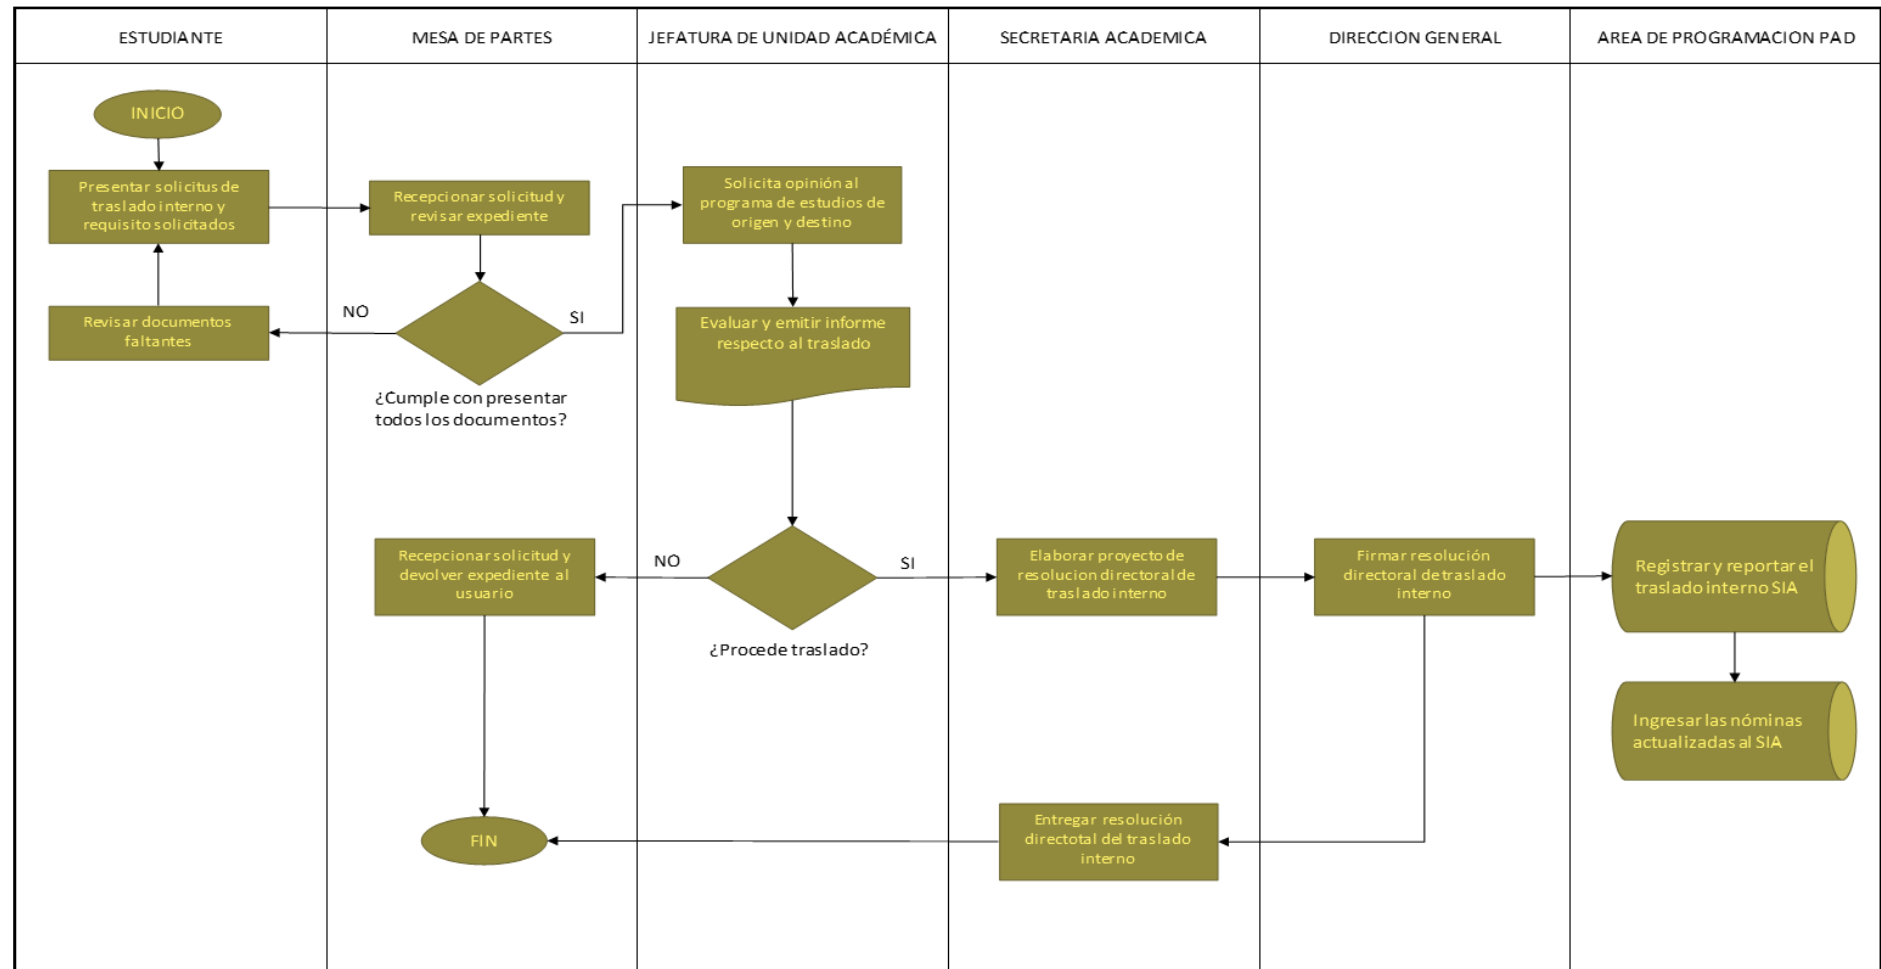 ESTUDIANTE
MESA DE PARTES
JEFATURA DE UNIDAD ACADÉMICA
SECRETARIA ACADEMICA
DIRECCION GENERAL
AREA DE PROGRAMACION PAD
INICIO
Presentar solicitus de
traslado interno y
requisito solicitados
Recepcionar solicitud y
revisar expediente
Solicita opinión al
programa de estudios de
origen y destino
Revisar documentos
faltantes
NO
SI
¿Cumple con presentar
todos los documentos?
Evaluar y emitir informe
respecto al traslado
Recepcionar solicitud y
devolver expediente al
usuario
NO
SI
¿Procede traslado?
Elaborar proyecto de
resolucion directoral de
traslado interno
Firmar resolución
directoral de traslado
interno
Registrar y reportar el
traslado interno SIA
Ingresar las nóminas
actualizadas al SIA
Entregar resolución
directotal del traslado
interno
FIN